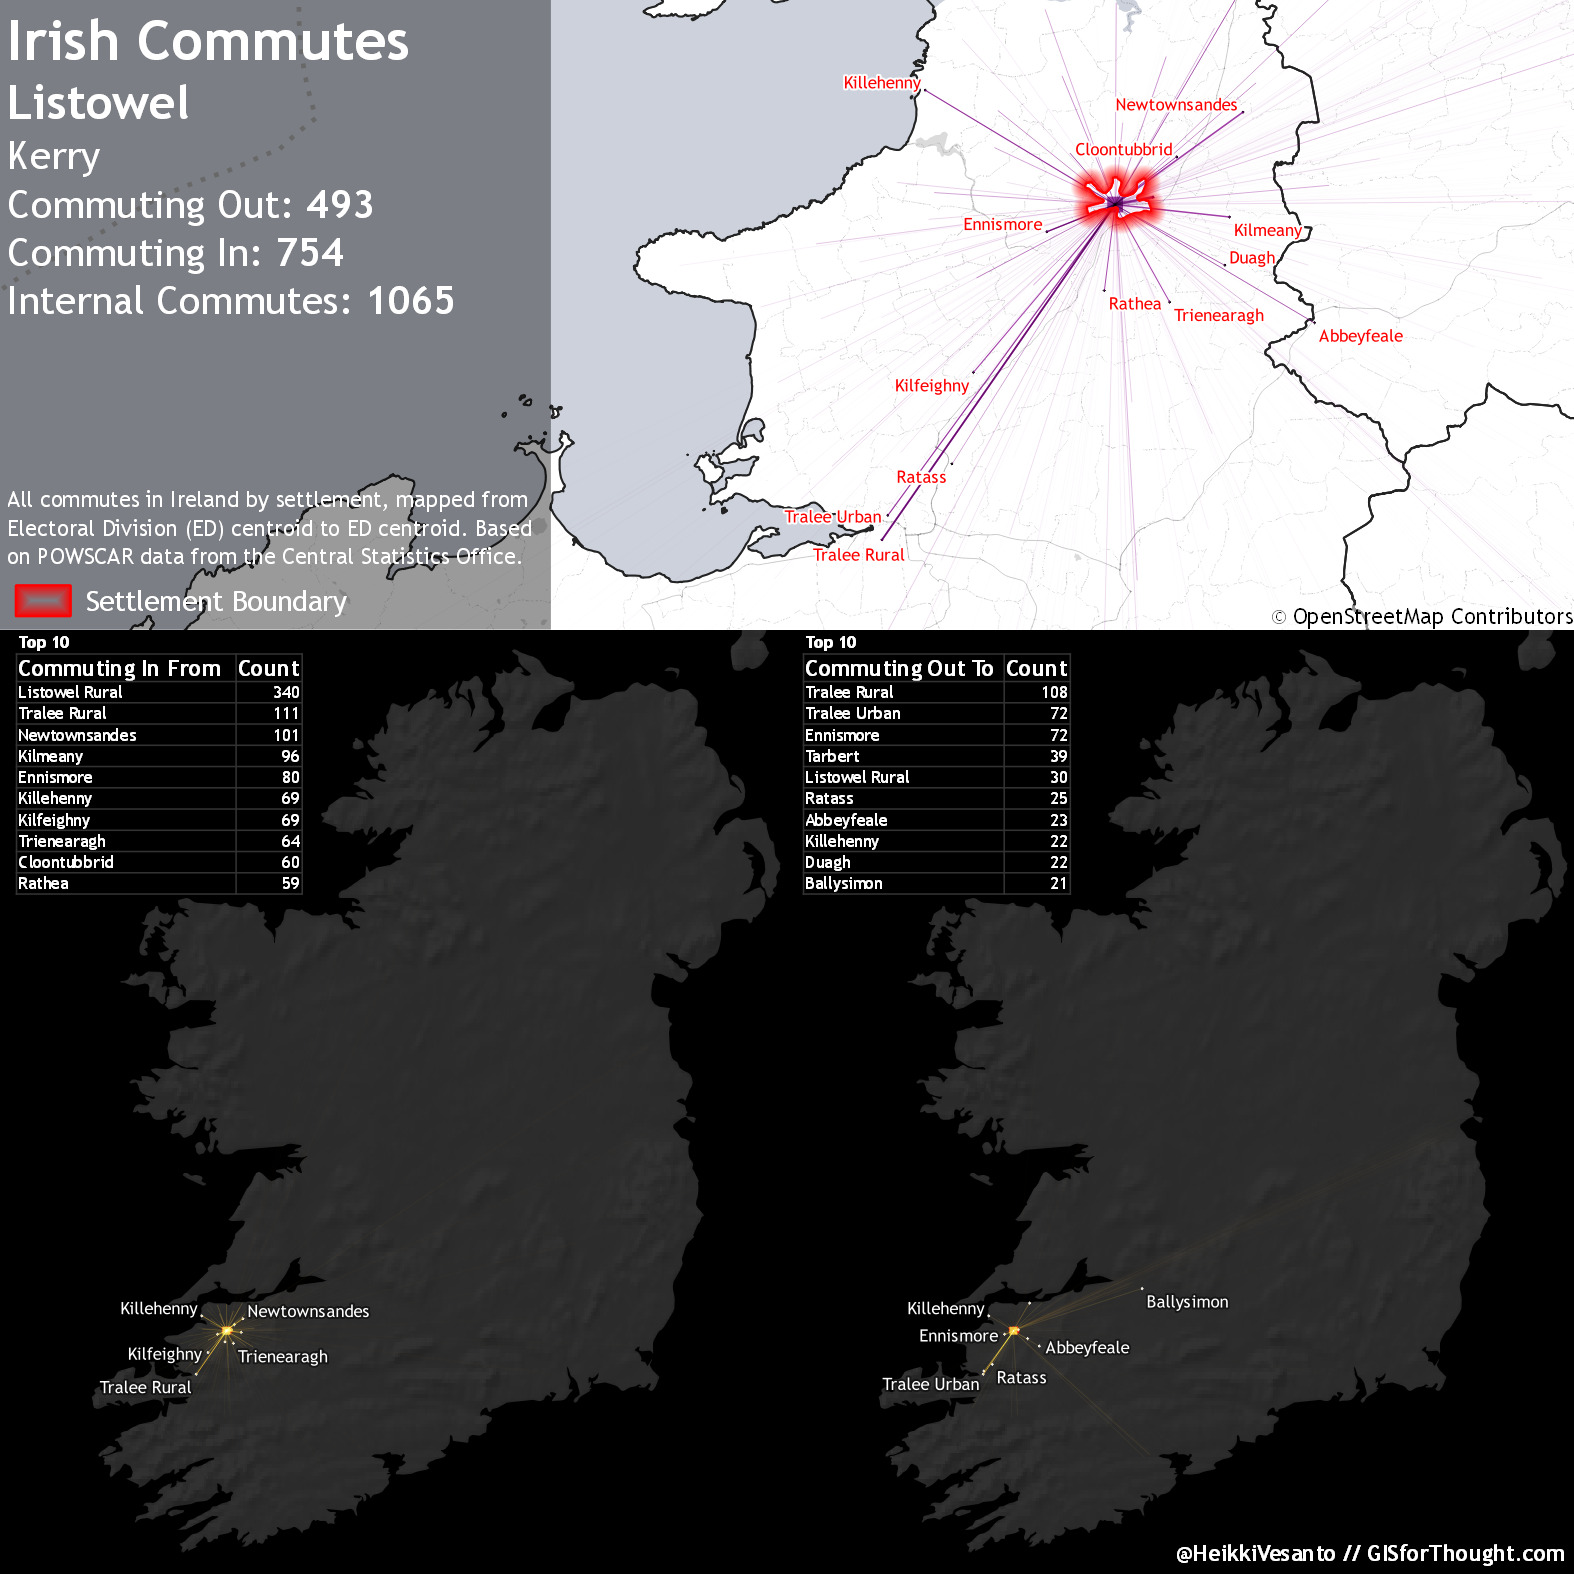 Irish Commutes
Listowel
Kerry
Commuting Out: 493
Commuting In: 754
Internal Commutes: 1065
All commutes in Ireland by settlement, mapped from
Electoral Division (ED) centroid to ED centroid. Based
on POWSCAR data from the Central Statistics Office.
Settlement Boundary
Killehenny
Newtownsandes
Cloontubbrid
Ennismore
Kilmeany
Duagh
Rathea
Trienearagh
Abbeyfeale
Kilfeighny
Ratass
Tralee Urban
Tralee Rural
© OpenStreetMap Contributors
Top 10
Commuting In From Count
Listowel Rural 340
Tralee Rural 111
Newtownsandes 101
Kilmeany 96
Ennismore 80
Killehenny 69
Kilfeighny 69
Trienearagh 64
Cloontubbrid 60
Rathea 59
Top 10
Commuting Out To Count
Tralee Rural 108
Tralee Urban 72
Ennismore 72
Tarbert 39
Listowel Rural 30
Ratass 25
Abbeyfeale 23
Killehenny 22
Duagh 22
Ballysimon 21
Killehenny
Newtownsandes
Kilfeighny
Trienearagh
Tralee Rural
Ballysimon
Killehenny
Ennismore
Abbeyfeale
Ratass
Tralee Urban
@HeikkiVesanto // GISforThought.com